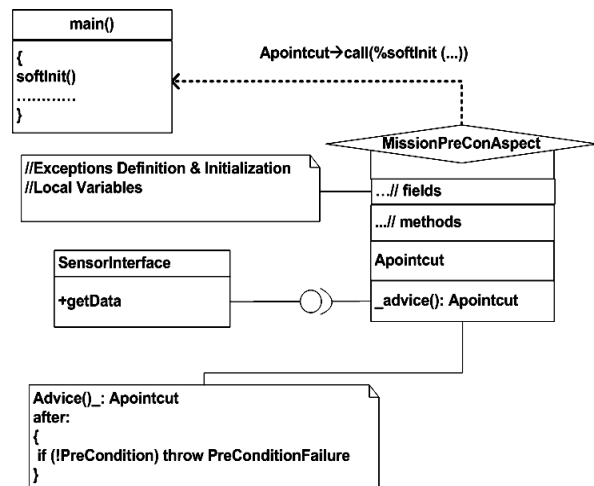 main()
{
softInit()
…………
}
Apointcut→call(%softInit (...))
MissionPreConAspect
//Exceptions Definition & Initialization
//Local Variables
…// fields
...// methods
Apointcut
_advice(): Apointcut
SensorInterface
+getData
Advice()_: Apointcut
after:
{
if (!PreCondition) throw PreConditionFailure
}